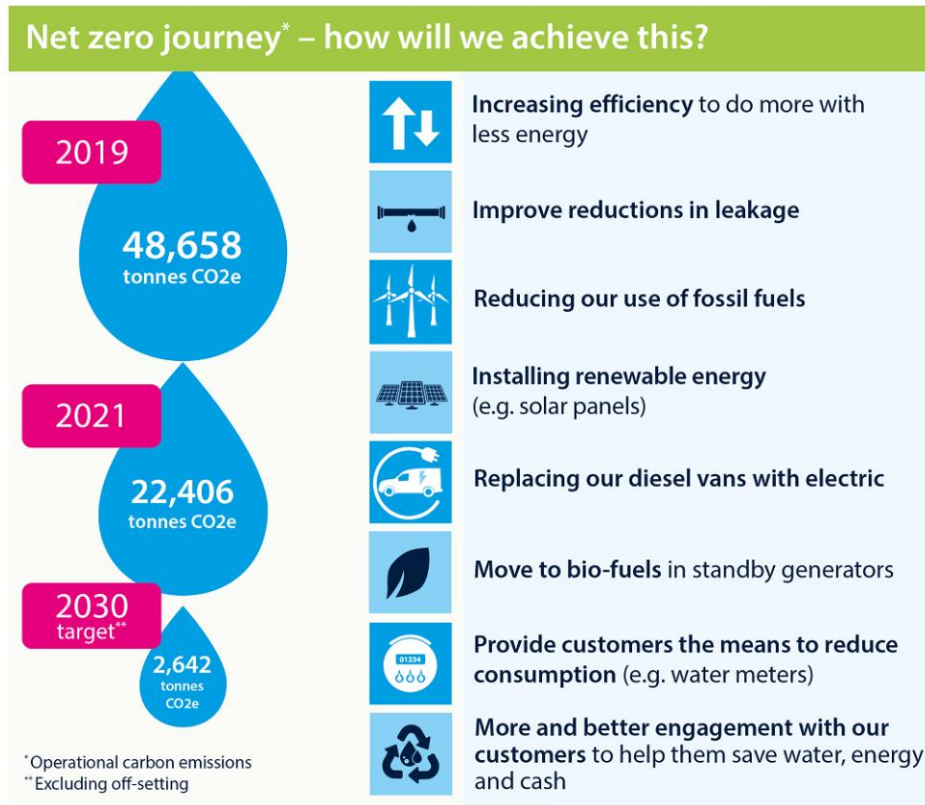 Net zero journey* – how will we achieve this?
2019
48,658
tonnes CO2e
2021
22,406
tonnes CO2e
2030
target**
2,642
tonnes
CO2e
*Operational carbon emissions
**Excluding off-setting
Increasing efficiency to do more with
less energy
Improve reductions in leakage
Reducing our use of fossil fuels
Installing renewable energy
(e.g. solar panels)
Replacing our diesel vans with electric
Move to bio-fuels in standby generators
01234
Provide customers the means to reduce
consumption (e.g. water meters)
More and better engagement with our
customers to help them save water, energy
and cash